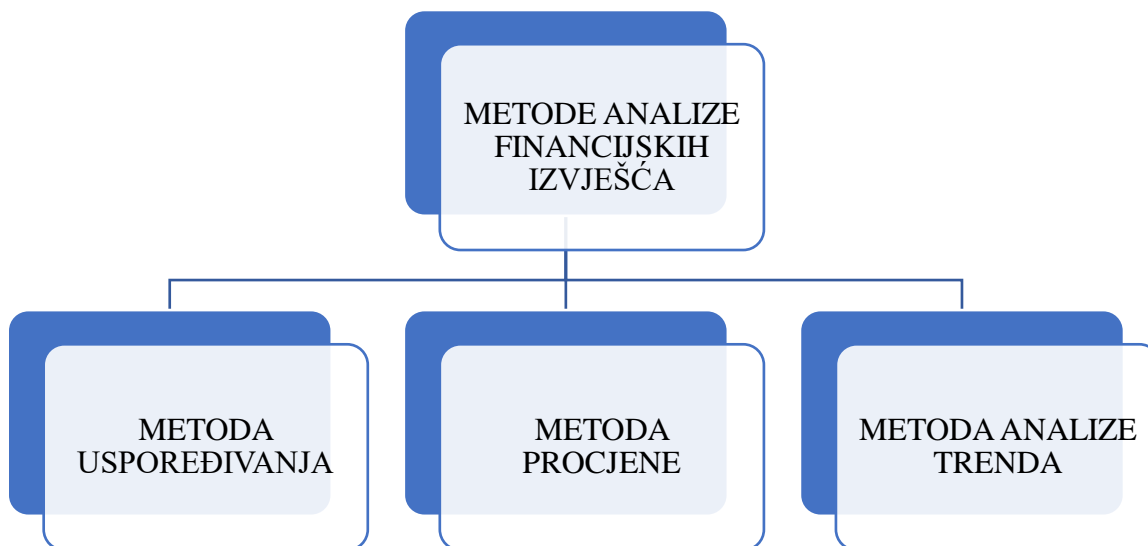 METODE ANALIZE
FINANCIJSKIH
IZVJEŠĆA
METODA
USPOREĐIVANJA
METODA
PROCJENE
METODA ANALIZE
TRENDA